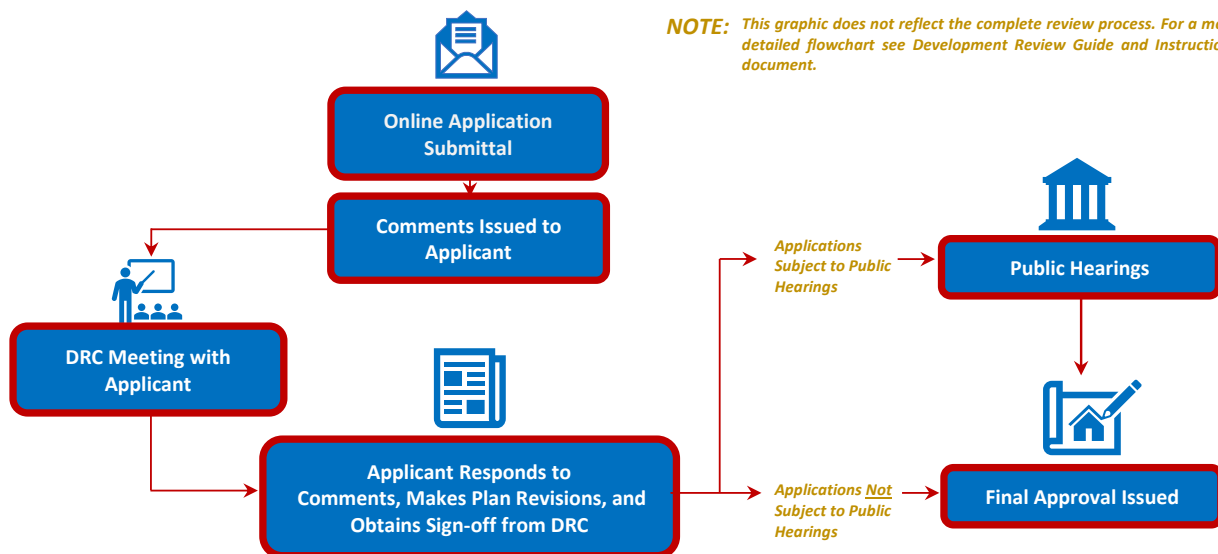 NOTE: This graphic does not reflect the complete review process. For a
detailed flowchart see Development Review Guide and
document.
Online Application
Submittal
Comments Issued to
Applicant
DRC Meeting with
Applicant
Applicant Responds to
Comments, Makes Plan Revisions, and
Obtains Sign-off from DRC
Applications
Subject to Public
Hearings
Public Hearings
Applications Not
Subject to Public
Hearings
Final Approval Issued